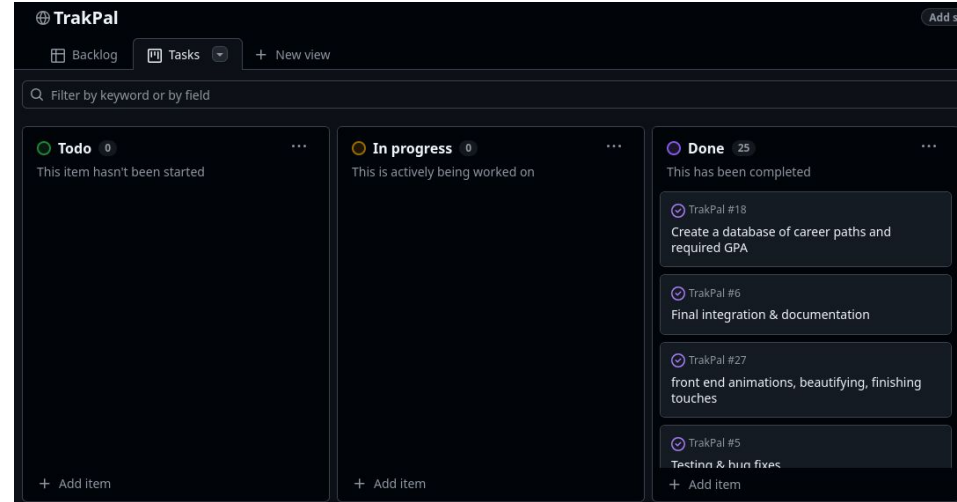 TrakPal
Add s
Backlog
Tasks
New view
Filter by keyword or by field
Todo 0
This item hasn't been started
Add item
In progress 0
This is actively being worked on
Add item
Done 25
This has been completed
TrakPal #18
Create a database of career paths and
required GPA
TrakPal #6
Final integration & documentation
TrakPal #27
front end animations, beautifying, finishing
touches
TrakPal #5
Testing & bug fixes
Add item